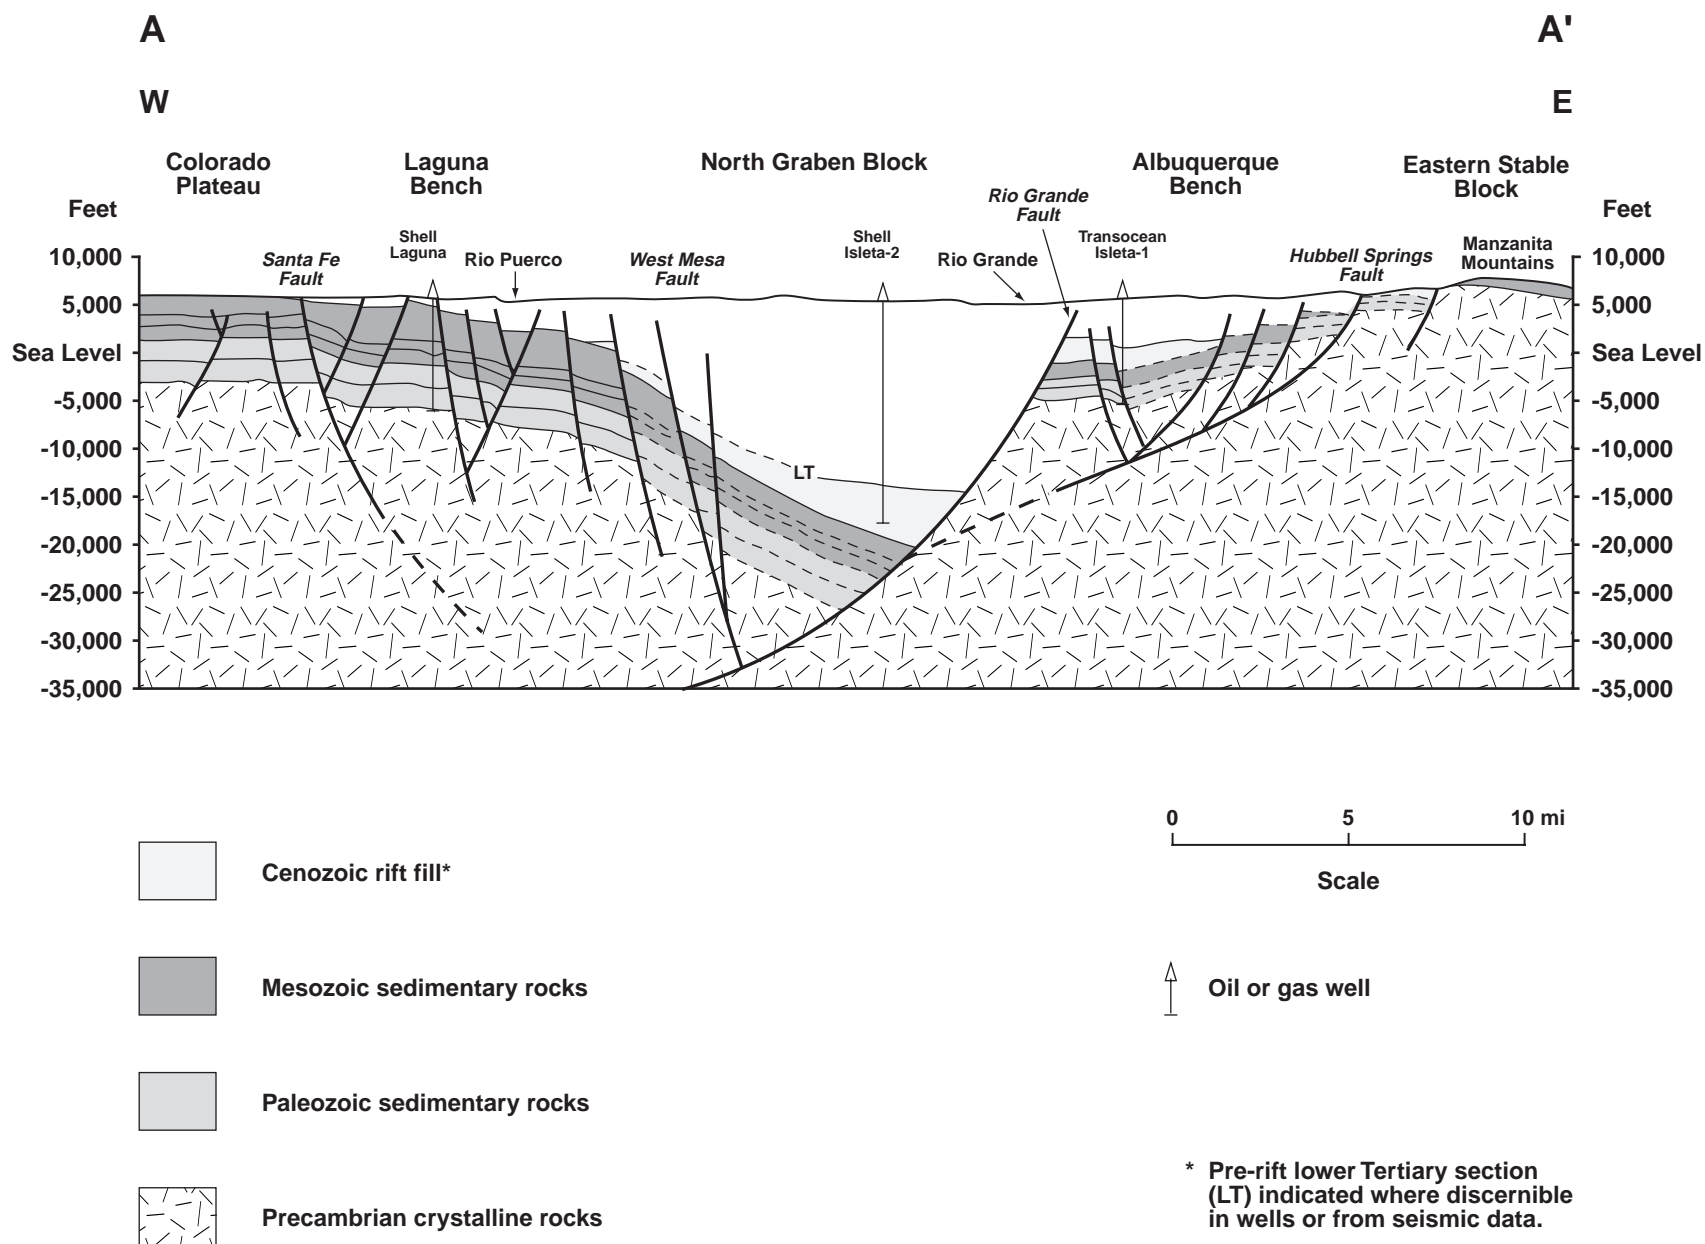 A
A'
W
E
Colorado
Plateau
Laguna
Bench
North Graben Block
Albuquerque
Bench
Eastern Stable
Block
Feet
Feet
Rio Grande
Fault
Shell
Laguna
Shell
Isleta-2
Transocean
Isleta-1
Santa Fe
Fault
Rio Puerco
West Mesa
Fault
Rio Grande
Hubbell Springs
Fault
Manzanita
Mountains
10,000
5,000
Sea Level
-5,000
-10,000
-15,000
-20,000
-25,000
-30,000
-35,000
LT
10,000
5,000
Sea Level
-5,000
-10,000
-15,000
-20,000
-25,000
-30,000
-35,000
0 5 10 mi
Scale
Cenozoic rift fill*
Mesozoic sedimentary rocks
Oil or gas well
Paleozoic sedimentary rocks
Precambrian crystalline rocks
* Pre-rift lower Tertiary section
(LT) indicated where discernible
in wells or from seismic data.